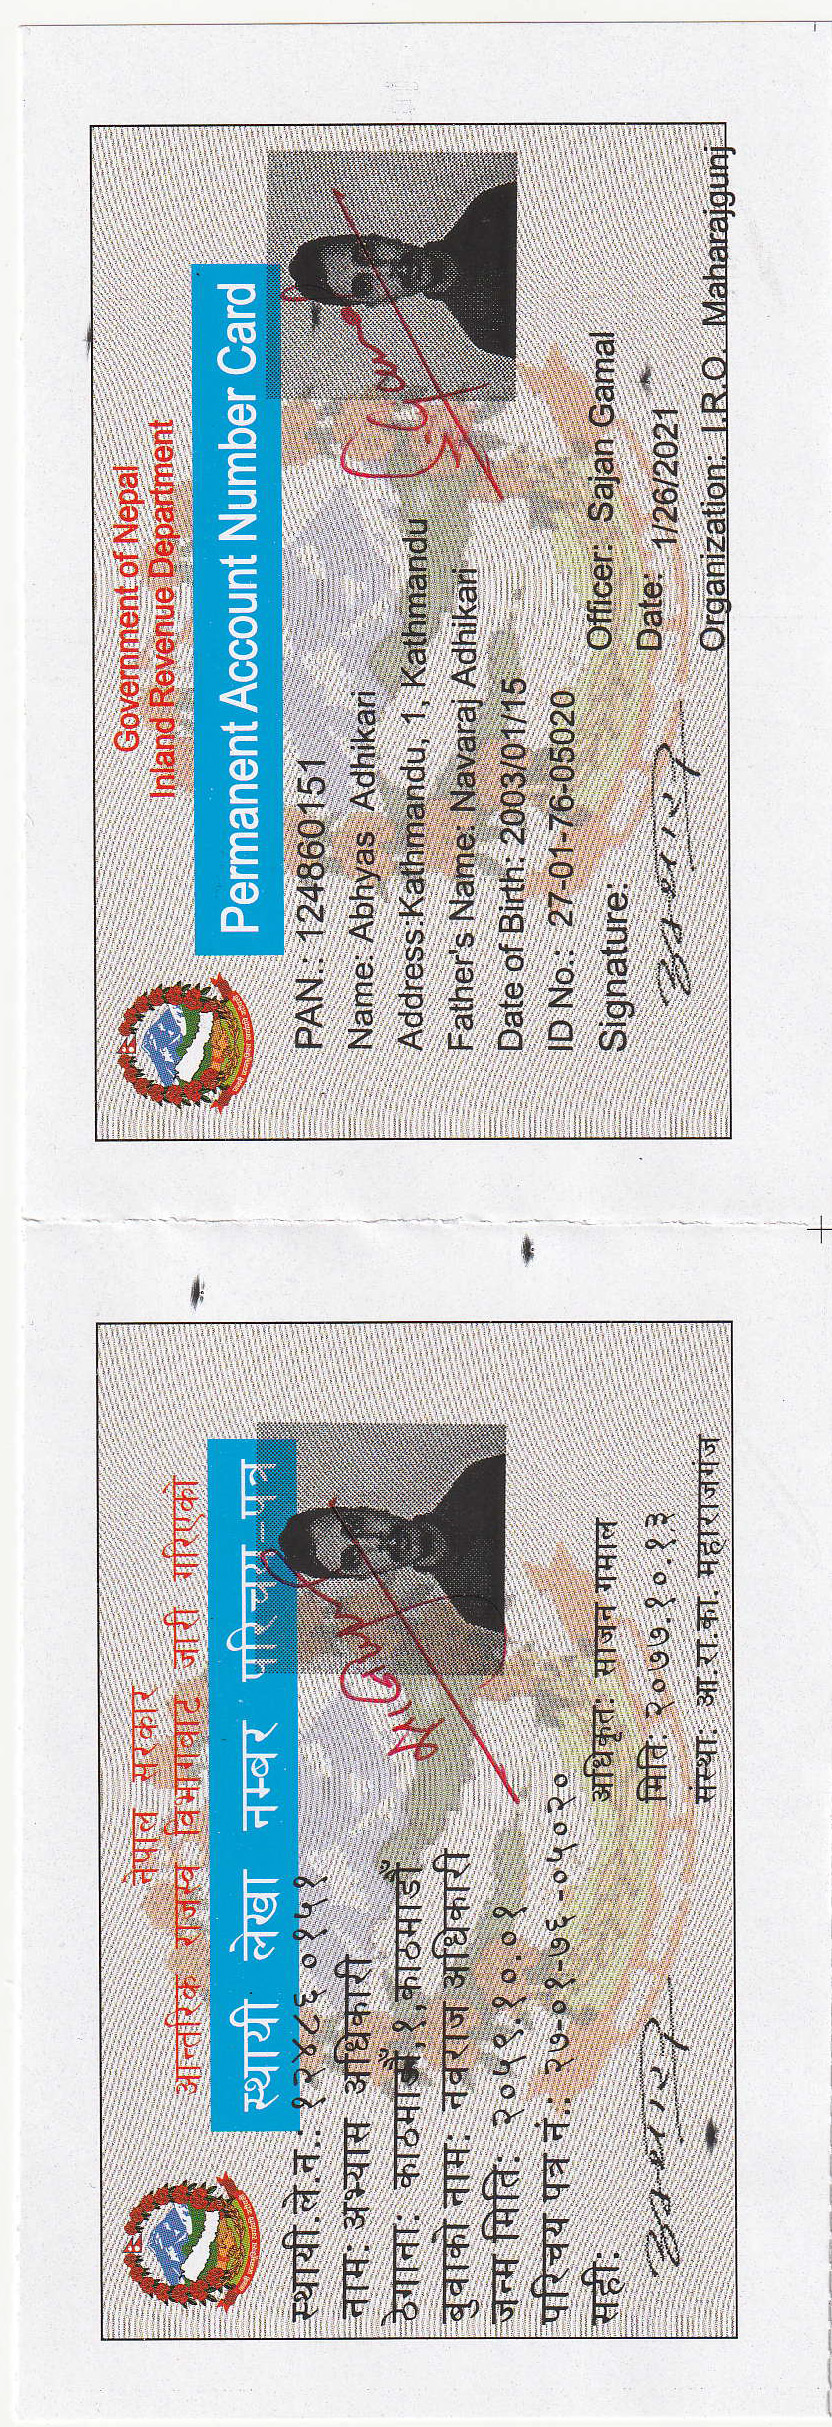 नेपाल सरकार
आन्तरिक राजस्व विभागवाट जारी गरिएको
स्थायी लेखा नम्बर परिचय-पत्र
स्थायी.ले.न.: १२४८६०१५१
नाम: अभ्यास अधिकारी
ठेगाना: काठमाडौँ,१,काठमाडौँ
बुवाको नाम: नवराज अधिकारी
जन्म मिति: २०५९.१०.०१
परिचय पत्र नं.: २७-०१-७६-०५०२०
सही:
अधिकृत: साजन गमाल
मिति: २०७७.१०.१३
संस्था: आ.रा.का. महाराजगंज
Government of Nepal
Inland Revenue Department
Permanent Account Number Card
PAN.: 124860151
Name: Abhyas Adhikari
Address:Kathmandu, 1, Kathmandu
Father's Name: Navaraj Adhikari
Date of Birth: 2003/01/15
ID No.: 27-01-76-05020
Signature:
Officer: Sajan Gamal
Date: 1/26/2021
Organization: I.R.O. Maharajgunj